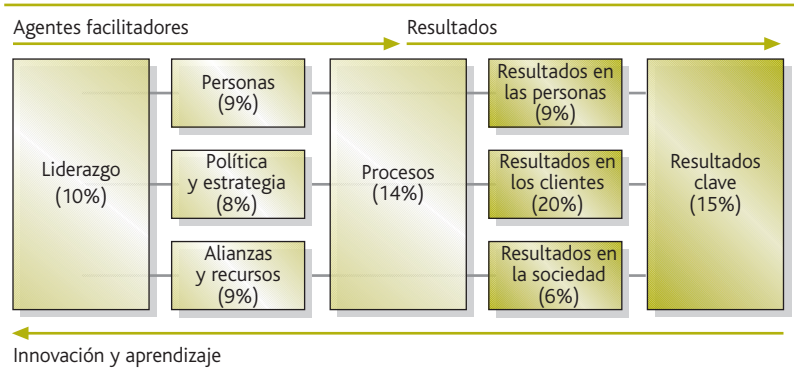 Agentes facilitadores
Resultados
Liderazgo
(10%)
Personas
(9%)
Política
y estrategia
(8%)
Alianzas
y recursos
(9%)
Procesos
(14%)
Resultados en
las personas
(9%)
Resultados en
los clientes
(20%)
Resultados en
la sociedad
(6%)
Resultados
clave
(15%)
Innovación y aprendizaje